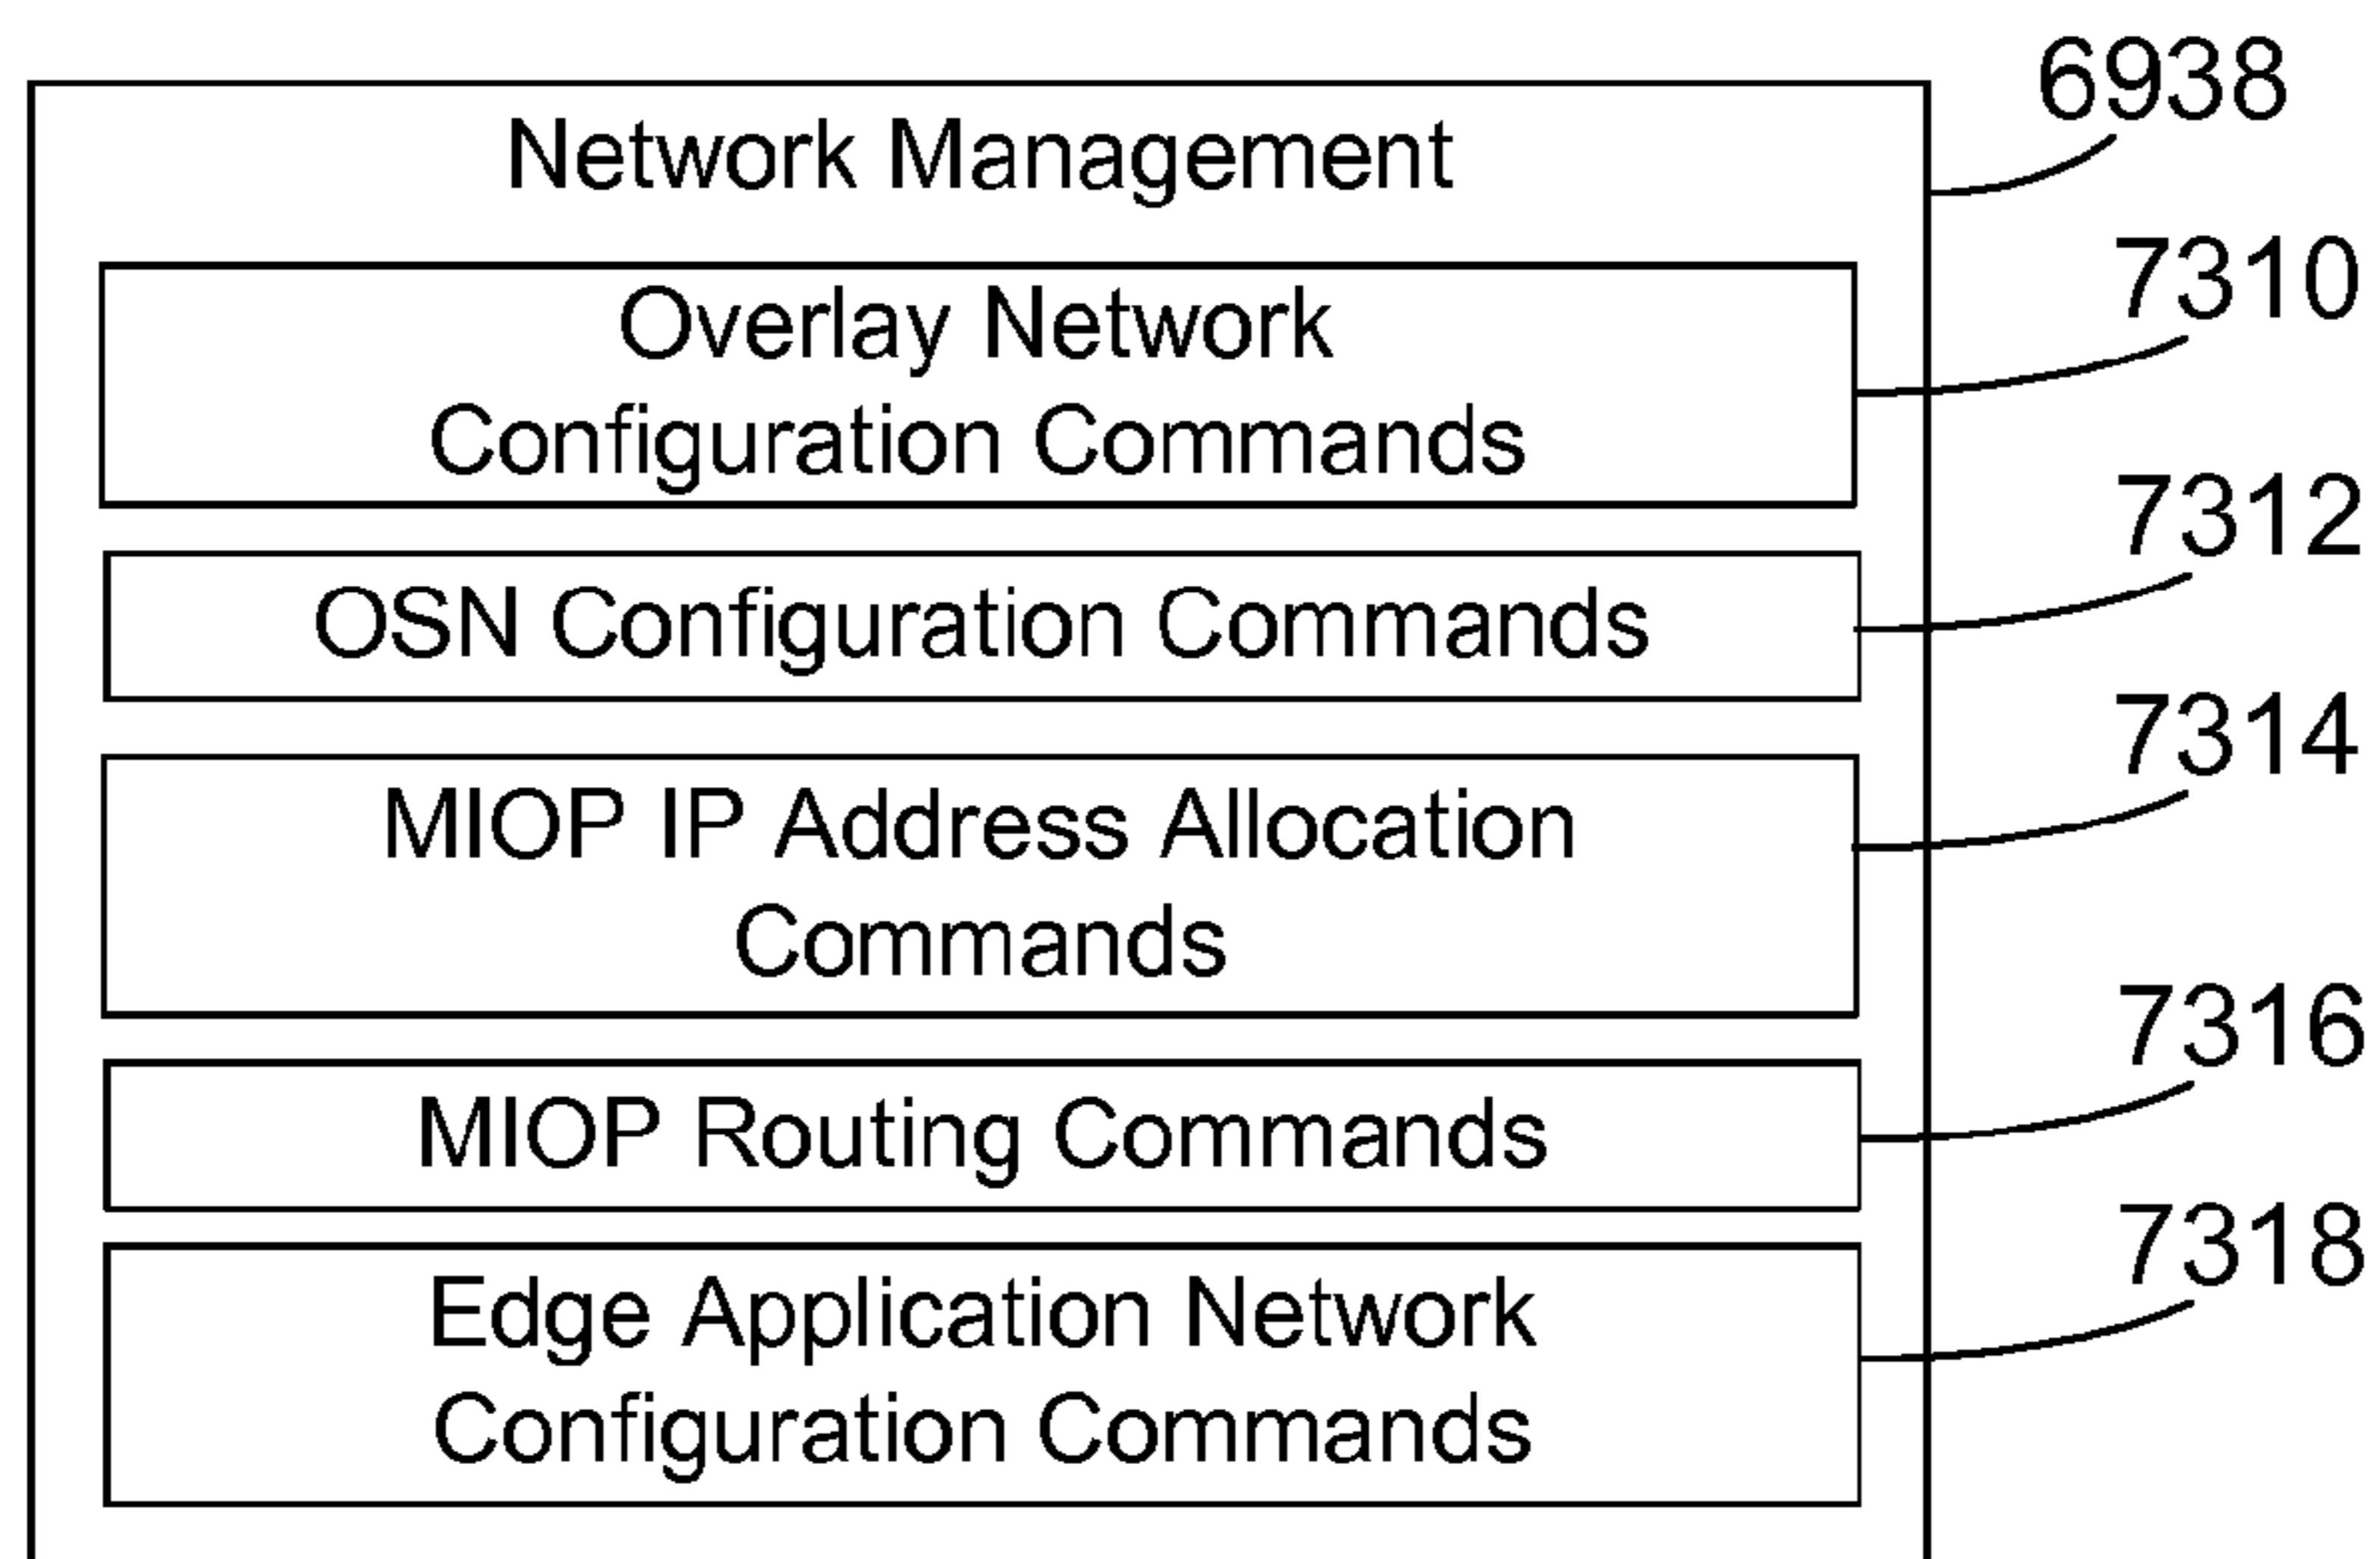 6938
Network Management
7310
Overlay Network
Configuration Commands
7312
OSN Configuration Commands
7314
MIOP IP Address Allocation
Commands
7316
MIOP Routing Commands
7318
Edge Application Network
Configuration Commands